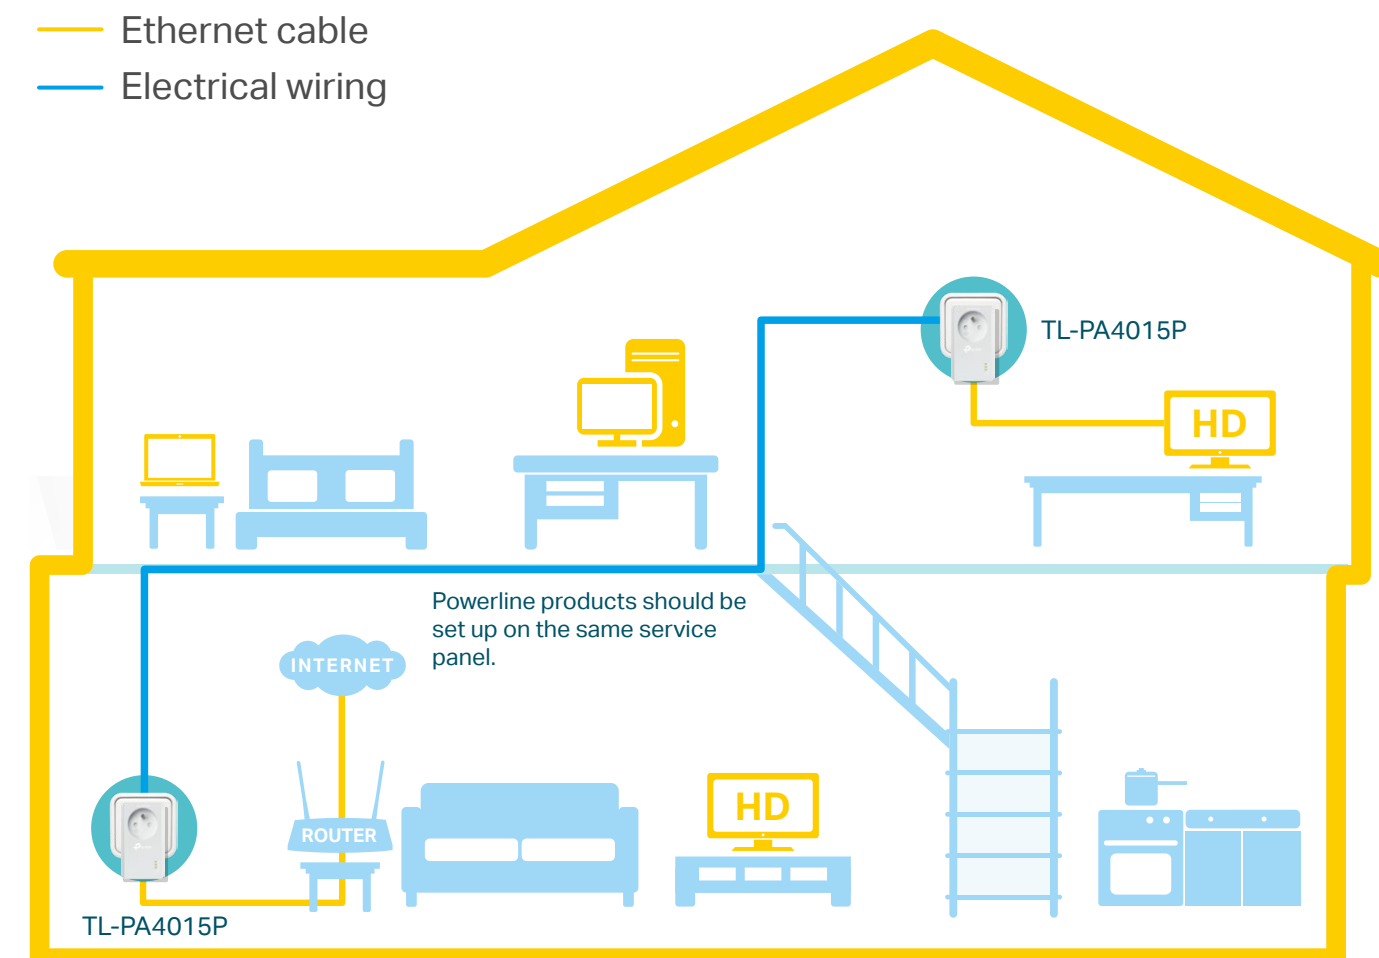 Ethernet cable
Electrical wiring
TL-PA4015P
HD
Powerline products should be
set up on the same service
panel.
INTERNET
ROUTER
HD
TL-PA4015P